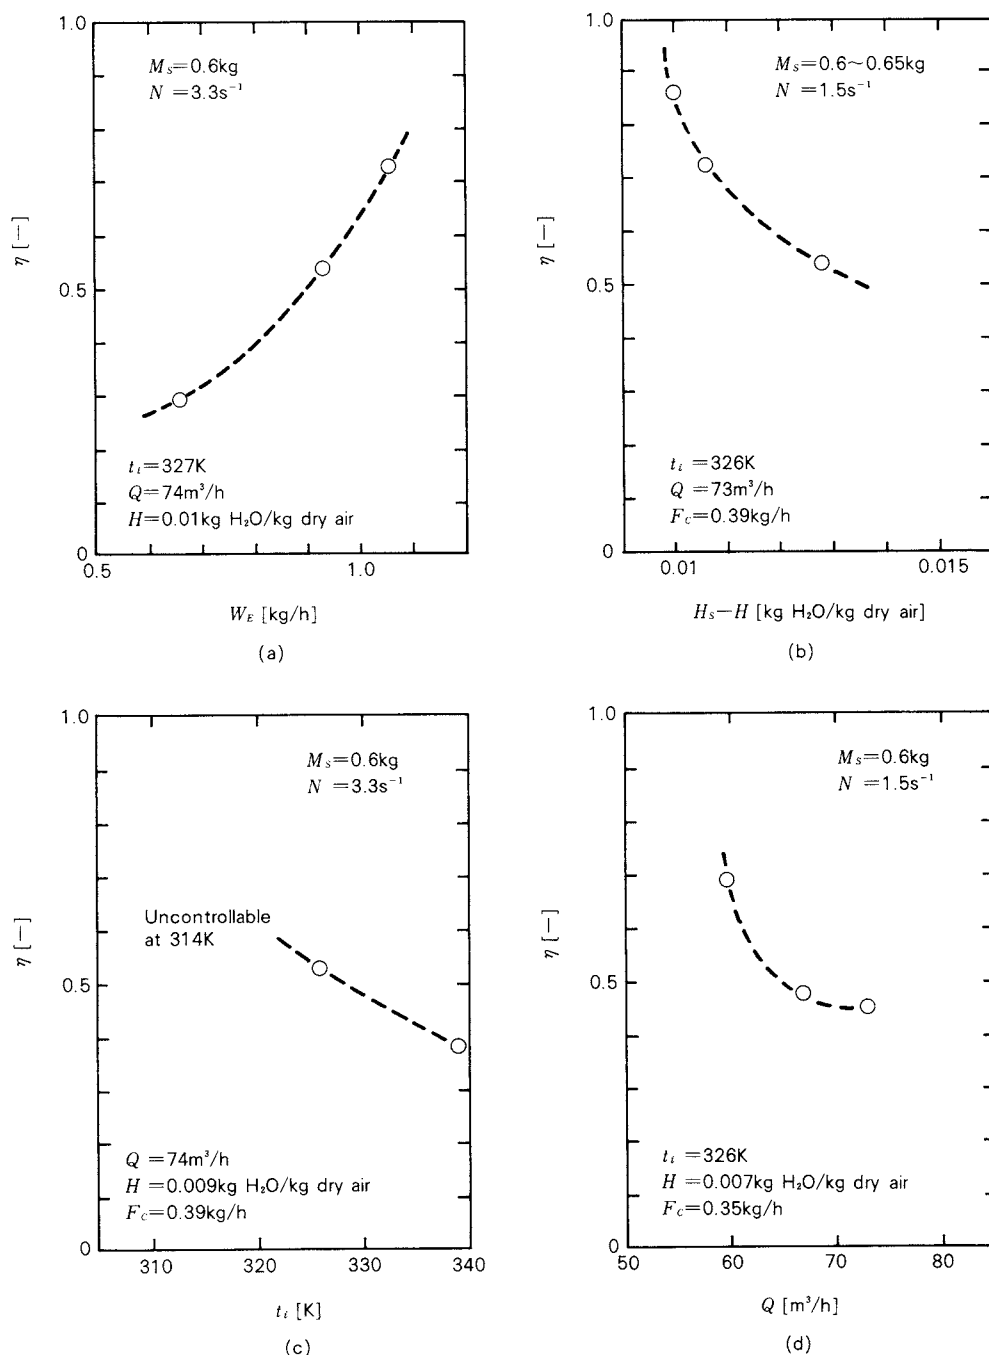 1.0
M_S=0.6kg
N =3.3s⁻¹
η [—]
0.5
t_i=327K
Q=74m³/h
H=0.01kg H₂O/kg dry air
0
0.5 1.0
W_E [kg/h]
(a)
1.0
M_S=0.6~0.65kg
N =1.5s⁻¹
η [—]
0.5
t_i =326K
Q =73m³/h
F_C=0.39kg/h
0
0.01 0.015
H_S—H [kg H₂O/kg dry air]
(b)
1.0
M_S=0.6kg
N =3.3s⁻¹
Uncontrollable
at 314K
η [—]
0.5
Q =74m³/h
H =0.009kg H₂O/kg dry air
F_C=0.39kg/h
0
310 320 330 340
t_i [K]
(c)
1.0
M_S=0.6kg
N =1.5s⁻¹
η [—]
0.5
t_i =326K
H =0.007kg H₂O/kg dry air
F_C=0.35kg/h
0
50 60 70 80
Q [m³/h]
(d)